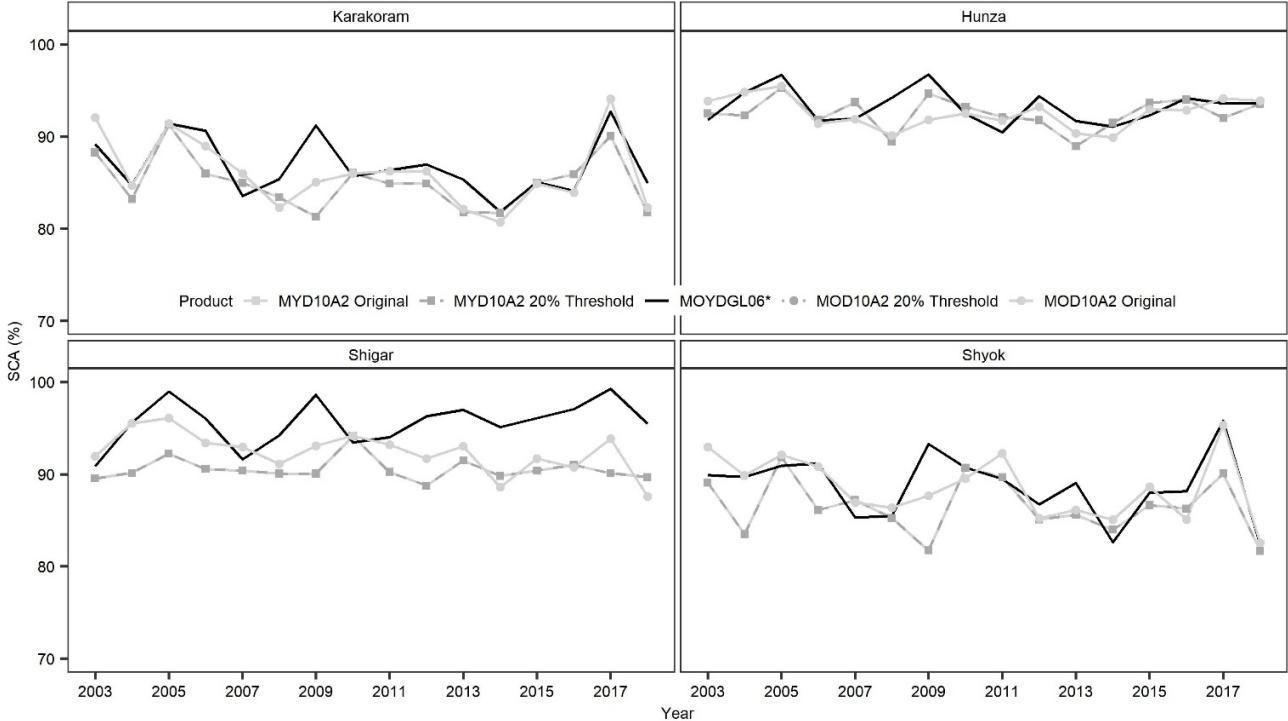 Karakoram
Hunza
100
90
80
70
Product MYD10A2 Original MYD10A2 20% Threshold MOYDGL06* MOD10A2 20% Threshold MOD10A2 Original
SCA (%)
Shigar
Shyok
100
90
80
70
2003 2005 2007 2009 2011 2013 2015 2017
2003 2005 2007 2009 2011 2013 2015 2017
Year